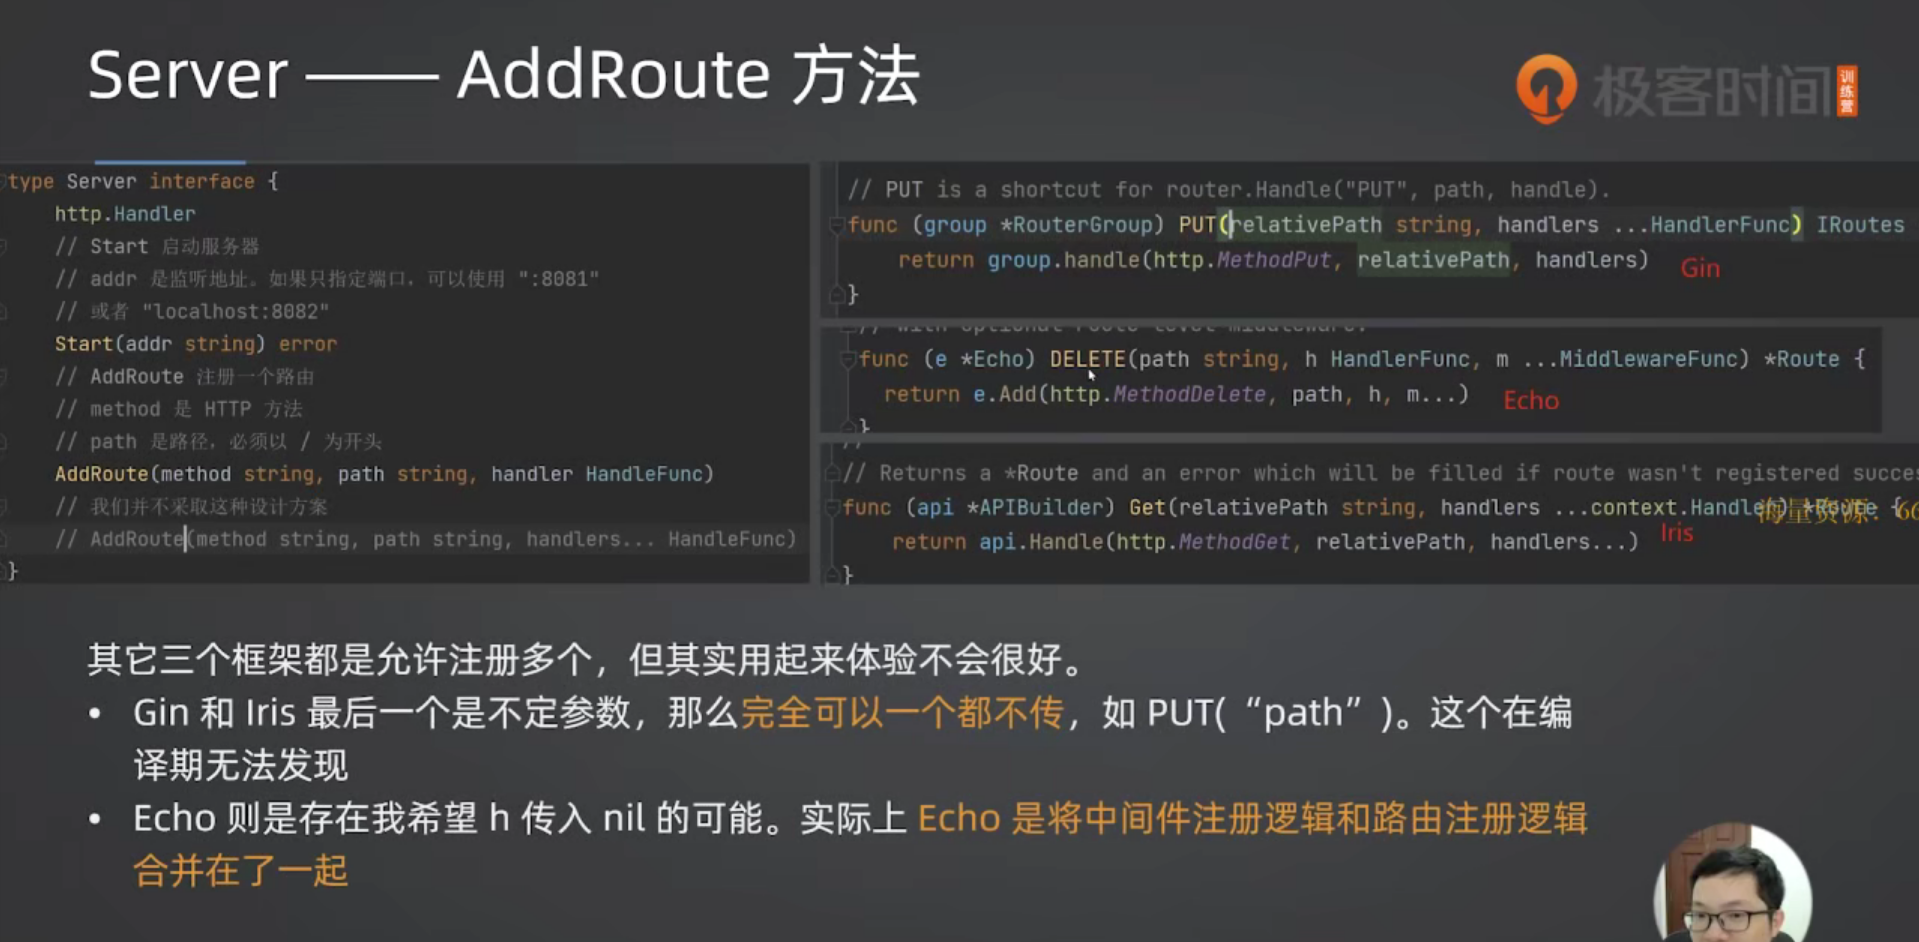 Server —— AddRoute 方法
极客时间
训练营
type Server interface {
http.Handler
// Start 启动服务器
// addr 是监听地址。如果只指定端口，可以使用 ":8081"
// 或者 "localhost:8082"
Start(addr string) error
// AddRoute 注册一个路由
// method 是 HTTP 方法
// path 是路径，必须以 / 为开头
AddRoute(method string, path string, handler HandleFunc)
// 我们并不采取这种设计方案
// AddRoute(method string, path string, handlers... HandleFunc)
}
// PUT is a shortcut for router.Handle("PUT", path, handle).
func (group *RouterGroup) PUT(relativePath string, handlers ...HandlerFunc) IRoutes
return group.handle(http.MethodPut, relativePath, handlers)
Gin
}
// with optional route-level middleware.
func (e *Echo) DELETE(path string, h HandlerFunc, m ...MiddlewareFunc) *Route {
return e.Add(http.MethodDelete, path, h, m...)
Echo
}
//
// Returns a *Route and an error which will be filled if route wasn't registered succes
func (api *APIBuilder) Get(relativePath string, handlers ...context.Handler) *Route {
海量资源：66
return api.Handle(http.MethodGet, relativePath, handlers...)
Iris
}
其它三个框架都是允许注册多个，但其实用起来体验不会很好。
• Gin 和 Iris 最后一个是不定参数，那么完全可以一个都不传，如 PUT(“path”)。这个在编
译期无法发现
• Echo 则是存在我希望 h 传入 nil 的可能。实际上 Echo 是将中间件注册逻辑和路由注册逻辑
合并在了一起